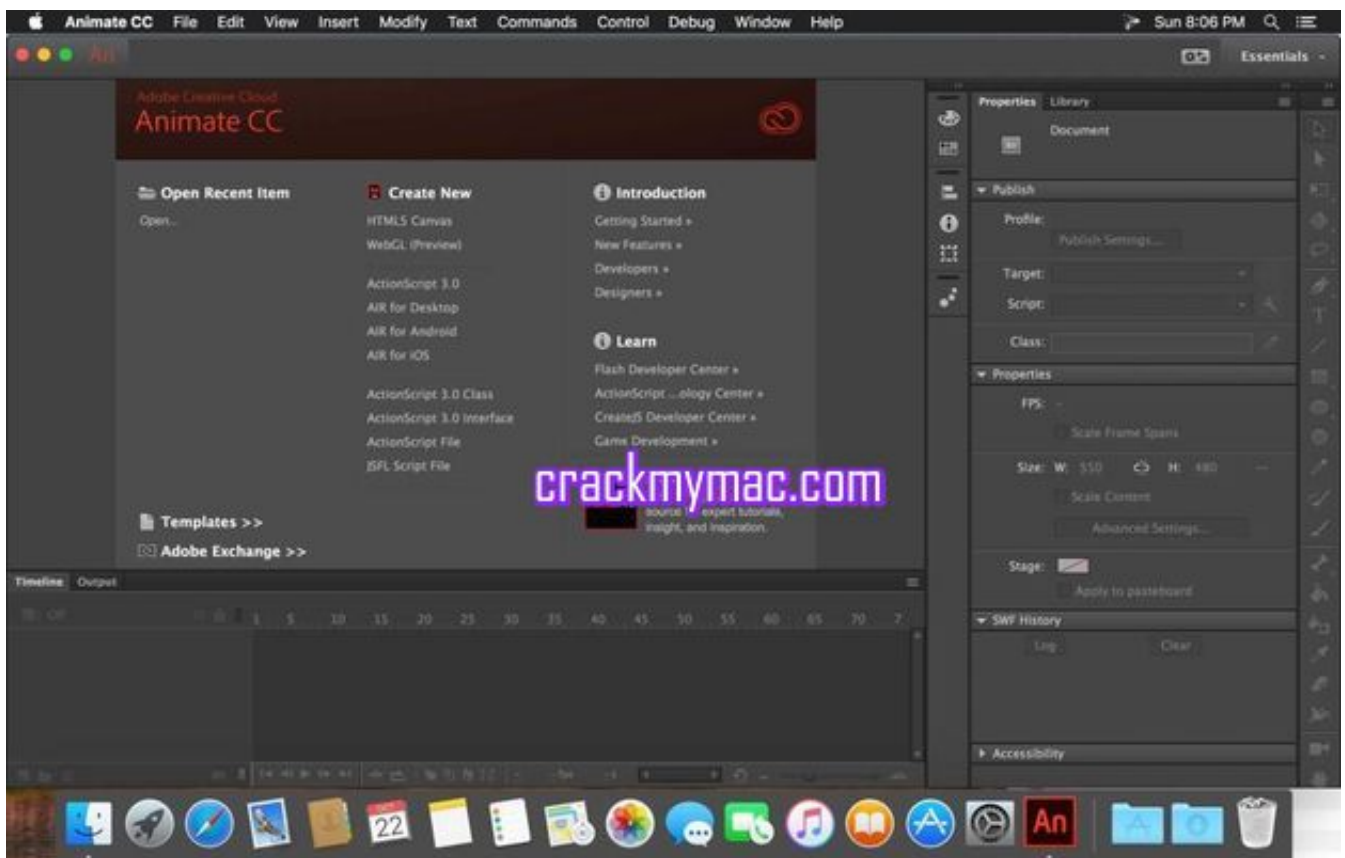 Animate CC File Edit View Insert Modify Text Commands Control Debug Window Help Sun 8:06 PM
An Essentials
Adobe Creative Cloud
Animate CC
Open Recent Item
Open...
Templates >>
Adobe Exchange >>
Create New
HTML5 Canvas
WebGL (Preview)
ActionScript 3.0
AIR for Desktop
AIR for Android
AIR for iOS
ActionScript 3.0 Class
ActionScript 3.0 Interface
ActionScript File
JSFL Script File
Introduction
Getting Started »
New Features »
Developers »
Designers »
Learn
Flash Developer Center »
ActionScript ...ology Center »
CreateJS Developer Center »
Game Development »
crackmymac.com
expert tutorials,
insight, and inspiration.
Properties Library
Document
Publish
Profile:
Publish Settings...
Target:
Script:
Class:
Properties
FPS: -
Scale Frame Spans
Size: W: 550 H: 480
Scale Content
Advanced Settings...
Stage:
Apply to pasteboard
SWF History
Log Clear
Accessibility
Timeline Output
1 5 10 15 20 25 30 35 40 45 50 55 60 65 70 7
OCT
22
An